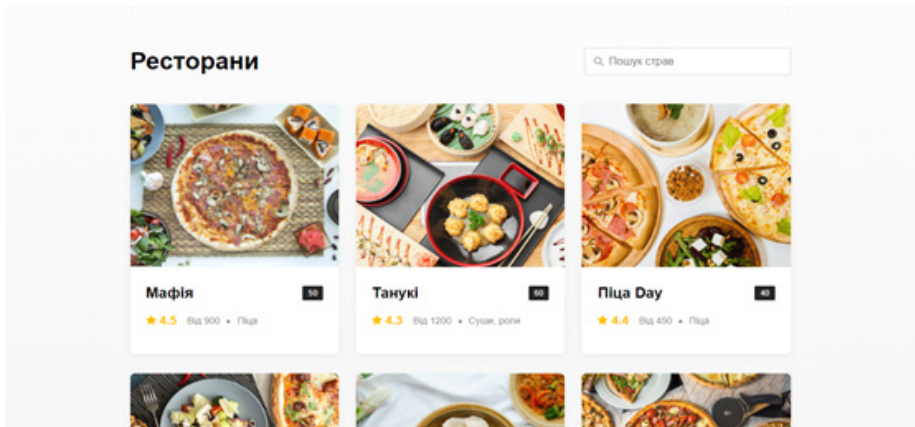 Ресторани
Пошук страв
Мафія
50
4.5 Від 900 • Піца
Танукі
60
4.3 Від 1200 • Суши, роли
Піца Day
40
4.4 Від 450 • Піца